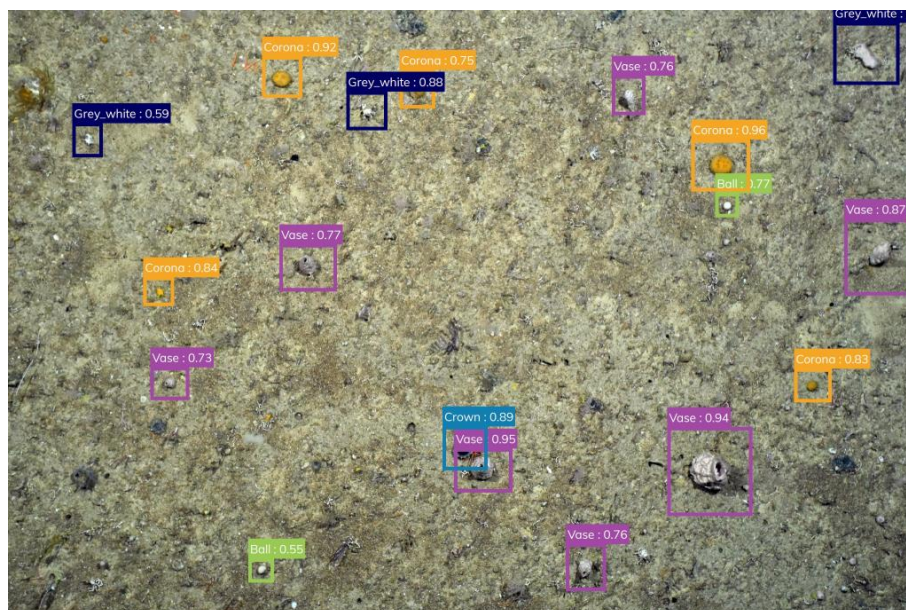 Grey_white :
Corona : 0.92
Corona : 0.75
Vase : 0.76
Grey_white : 0.88
Grey_white : 0.59
Corona : 0.96
Ball : 0.77
Vase : 0.87
Vase : 0.77
Corona : 0.84
Vase : 0.73
Corona : 0.83
Crown : 0.89
Vase : 0.94
Vase : 0.95
Vase : 0.76
Ball : 0.55